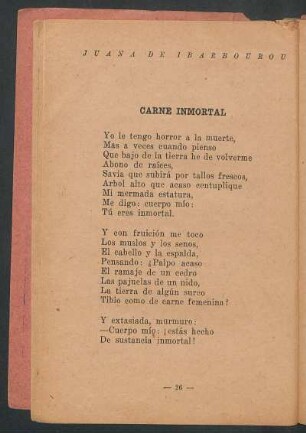 JUANA DE IBARBOUROU
CARNE INMORTAL
Yo le tengo horror a la muerte,
Mas a veces cuando pienso
Que bajo de la tierra he de volverme
Abono de raíces,
Savia que subirá por tallos frescos,
Arbol alto que acaso centuplique
Mi mermada estatura,
Me digo: cuerpo mío:
Tú eres inmortal.
Y con fruición me toco
Los muslos y los senos,
El cabello y la espalda,
Pensando: ¿Palpo acaso
El ramaje de un cedro
Las pajuelas de un nido,
La tierra de algún surco
Tibio como de carne femenina?
Y extasiada, murmuro:
—Cuerpo mío: ¡estás hecho
De sustancia inmortal!
— 26 —